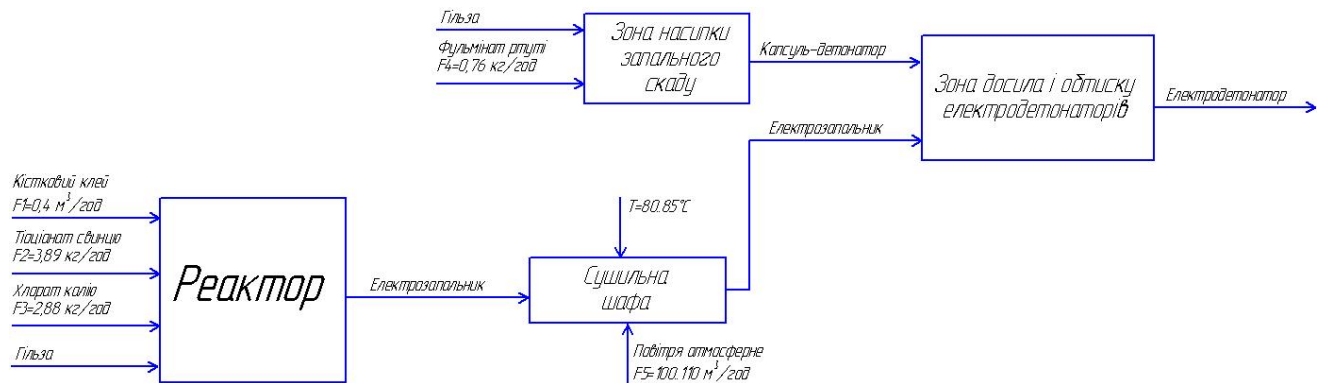 Гільза
Фульмінат ртуті
F4=0,76 кг/год
Зона насипки
запального
скаду
Капсуль-детонатор
Зона досила і обтиску
електродетонаторів
Електродетонатор
Електрозапальник
Кістковий клей
F1=0,4 м³/год
Тіоціанат свинцю
F2=3,89 кг/год
Хларат калію
F3=2,88 кг/год
Гільза
Реактор
Електрозапальник
T=80..85°C
Сушильна
шафа
Повітря атмосферне
F5=100..110 м³/год